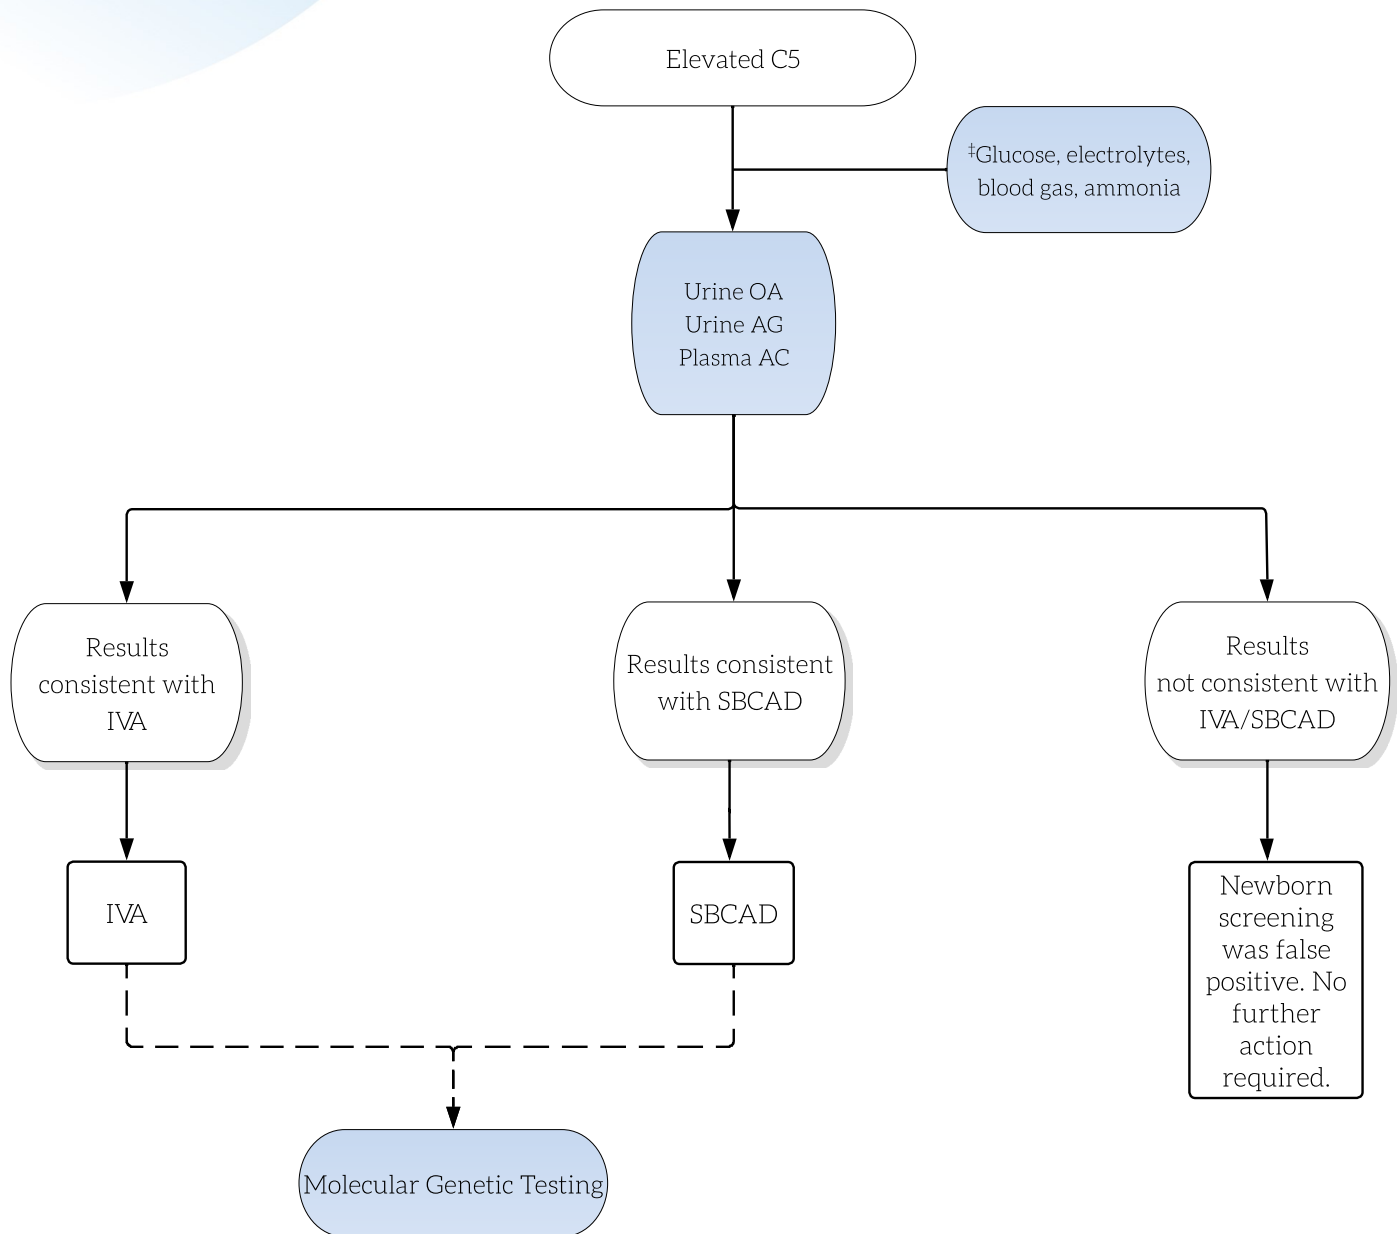 Elevated C5
‡Glucose, electrolytes,
blood gas, ammonia
Urine OA
Urine AG
Plasma AC
Results
consistent with
IVA
Results consistent
with SBCAD
Results
not consistent with
IVA/SBCAD
IVA
SBCAD
Newborn
screening
was false
positive. No
further
action
required.
Molecular Genetic Testing